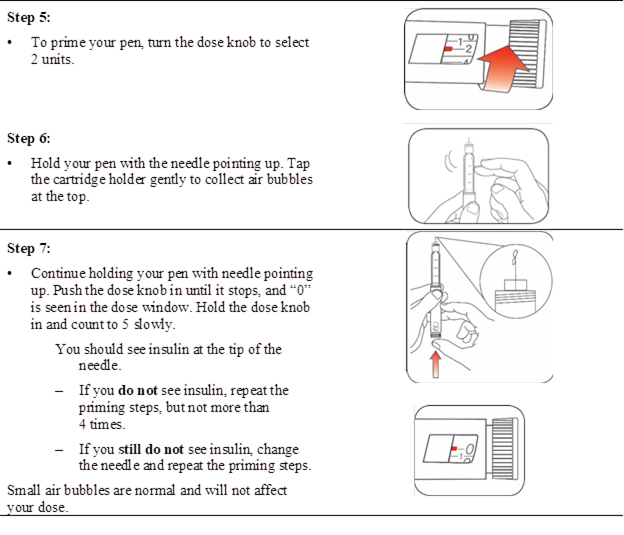 Step 5:
• To prime your pen, turn the dose knob to select
2 units.
Step 6:
• Hold your pen with the needle pointing up. Tap
the cartridge holder gently to collect air bubbles
at the top.
Step 7:
• Continue holding your pen with needle pointing
up. Push the dose knob in until it stops, and “0”
is seen in the dose window. Hold the dose knob
in and count to 5 slowly.
You should see insulin at the tip of the
needle.
– If you do not see insulin, repeat the
priming steps, but not more than
4 times.
– If you still do not see insulin, change
the needle and repeat the priming steps.
Small air bubbles are normal and will not affect
your dose.
0
1
2
0
1